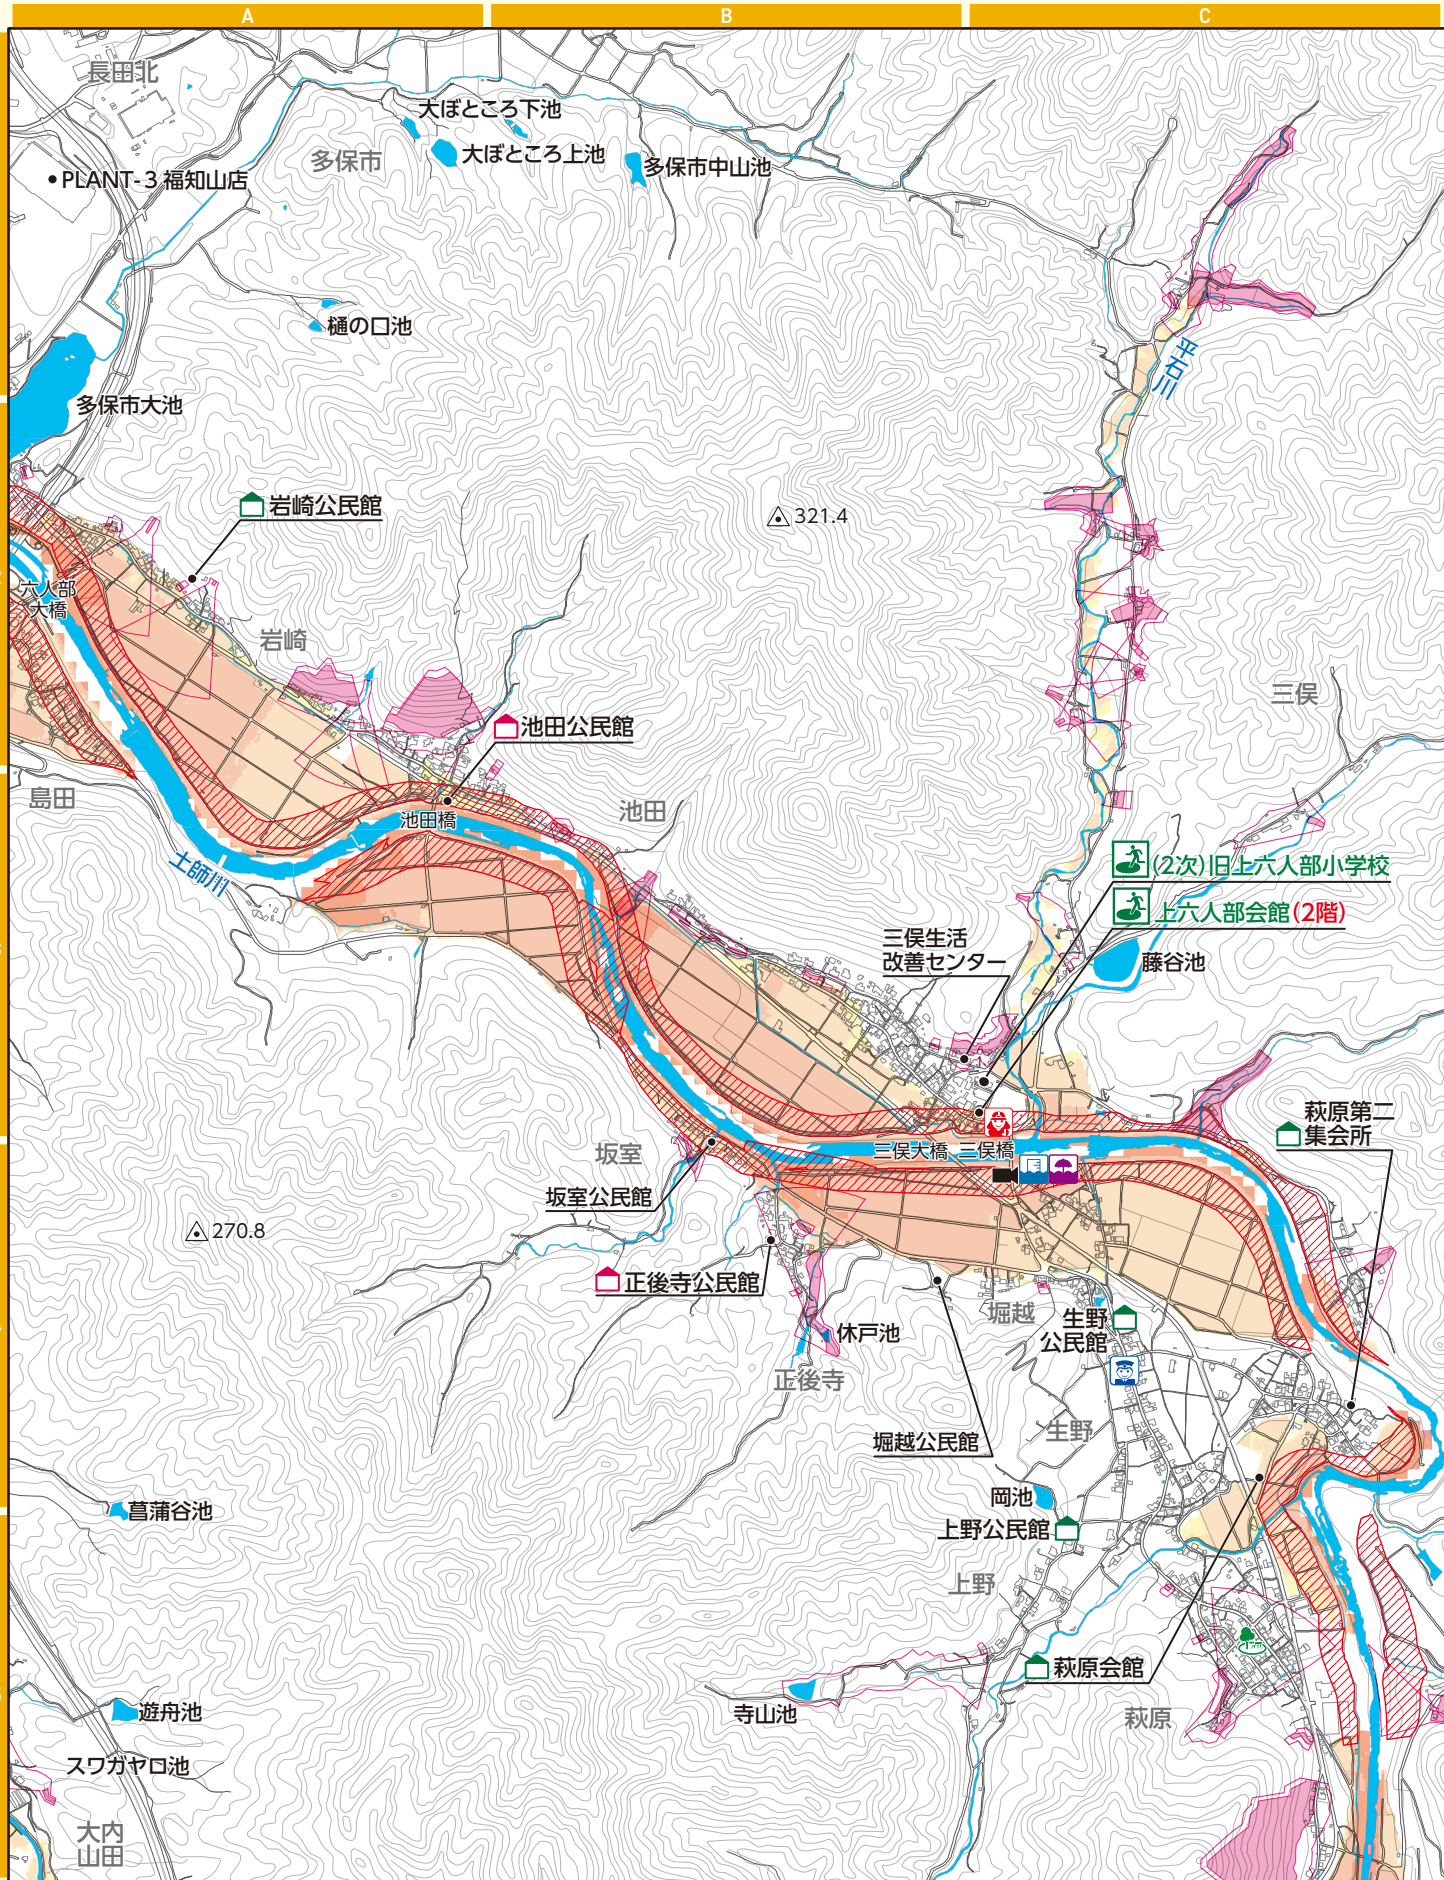 A
B
C
長田北
大ぼところ下池
大ぼところ上池
多保市
多保市中山池
PLANT-3 福知山店
樋の口池
平石川
多保市大池
岩崎公民館
321.4
六人部
大橋
岩崎
三俣
池田公民館
島田
池田橋
池田
土師川
(2次)旧上六人部小学校
上六人部会館(2階)
三俣生活
改善センター
藤谷池
萩原第二
集会所
坂室
三俣大橋
三俣橋
坂室公民館
270.8
正後寺公民館
堀越
生野
公民館
休戸池
正後寺
生野
堀越公民館
岡池
上野公民館
菖蒲谷池
上野
萩原会館
遊舟池
寺山池
萩原
スワガヤロ池
大内
山田